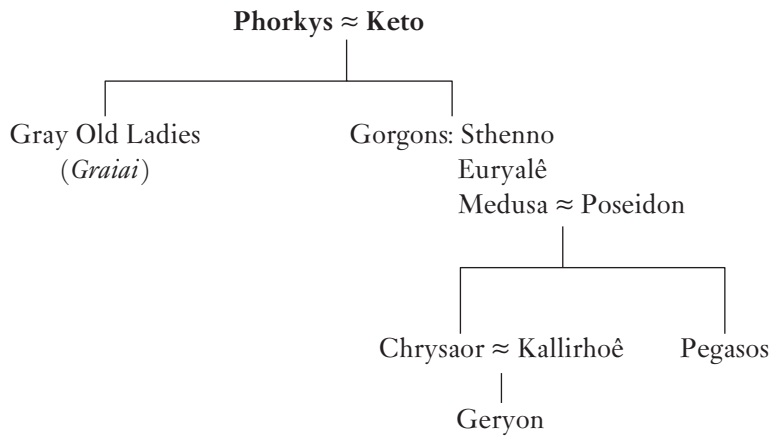 Phorkys ≈ Keto
Gray Old Ladies
(Graiai)
Gorgons: Sthenno
Euryalê
Medusa ≈ Poseidon
Chrysaor ≈ Kallirhoê
Pegasos
Geryon